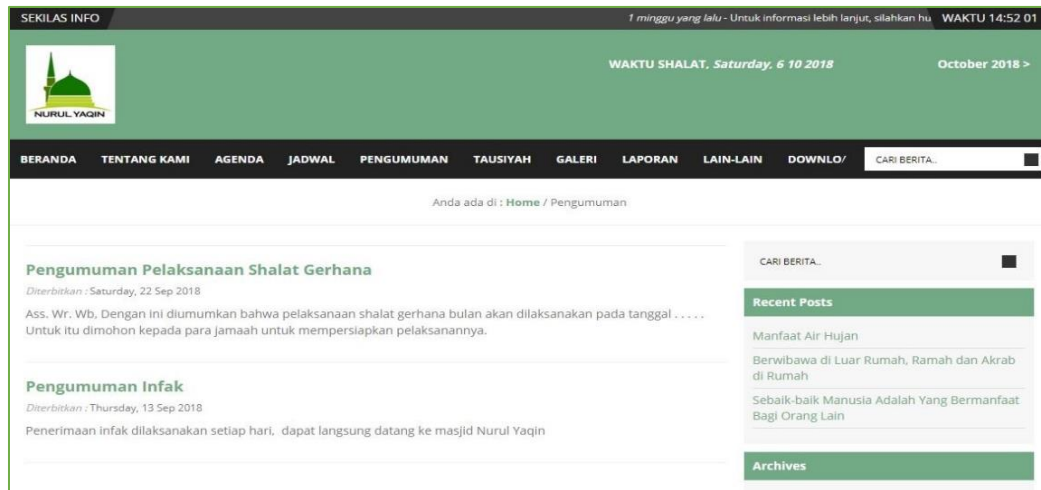 SEKILAS INFO
1 minggu yang lalu - Untuk informasi lebih lanjut, silahkan hu
WAKTU 14:52 01
NURUL YAQIN
WAKTU SHALAT, Saturday, 6 10 2018
October 2018 >
BERANDA TENTANG KAMI AGENDA JADWAL PENGUMUMAN TAUSIYAH GALERI LAPORAN LAIN-LAIN DOWNLO/ CARI BERITA..
Anda ada di : Home / Pengumuman
Pengumuman Pelaksanaan Shalat Gerhana
Diterbitkan : Saturday, 22 Sep 2018
Ass. Wr. Wb, Dengan ini diumumkan bahwa pelaksanaan shalat gerhana bulan akan dilaksanakan pada tanggal . . . . .
Untuk itu dimohon kepada para jamaah untuk mempersiapkan pelaksanannya.
Pengumuman Infak
Diterbitkan : Thursday, 13 Sep 2018
Penerimaan infak dilaksanakan setiap hari, dapat langsung datang ke masjid Nurul Yaqin
CARI BERITA..
Recent Posts
Manfaat Air Hujan
Berwibawa di Luar Rumah, Ramah dan Akrab
di Rumah
Sebaik-baik Manusia Adalah Yang Bermanfaat
Bagi Orang Lain
Archives